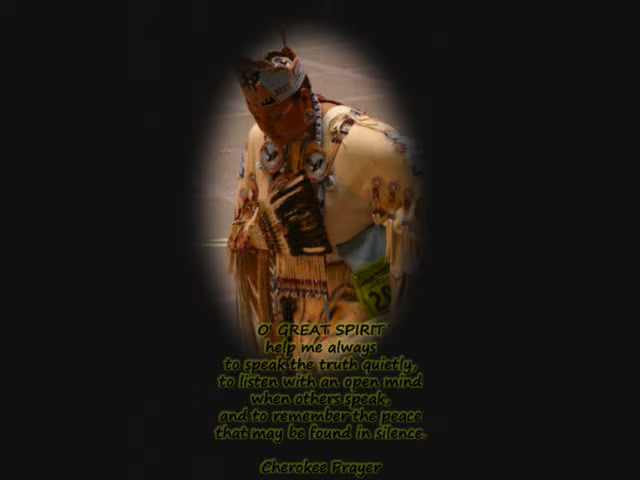 20
O' GREAT SPIRIT
help me always
to speak the truth quietly,
to listen with an open mind
when others speak,
and to remember the peace
that may be found in silence.
Cherokee Prayer